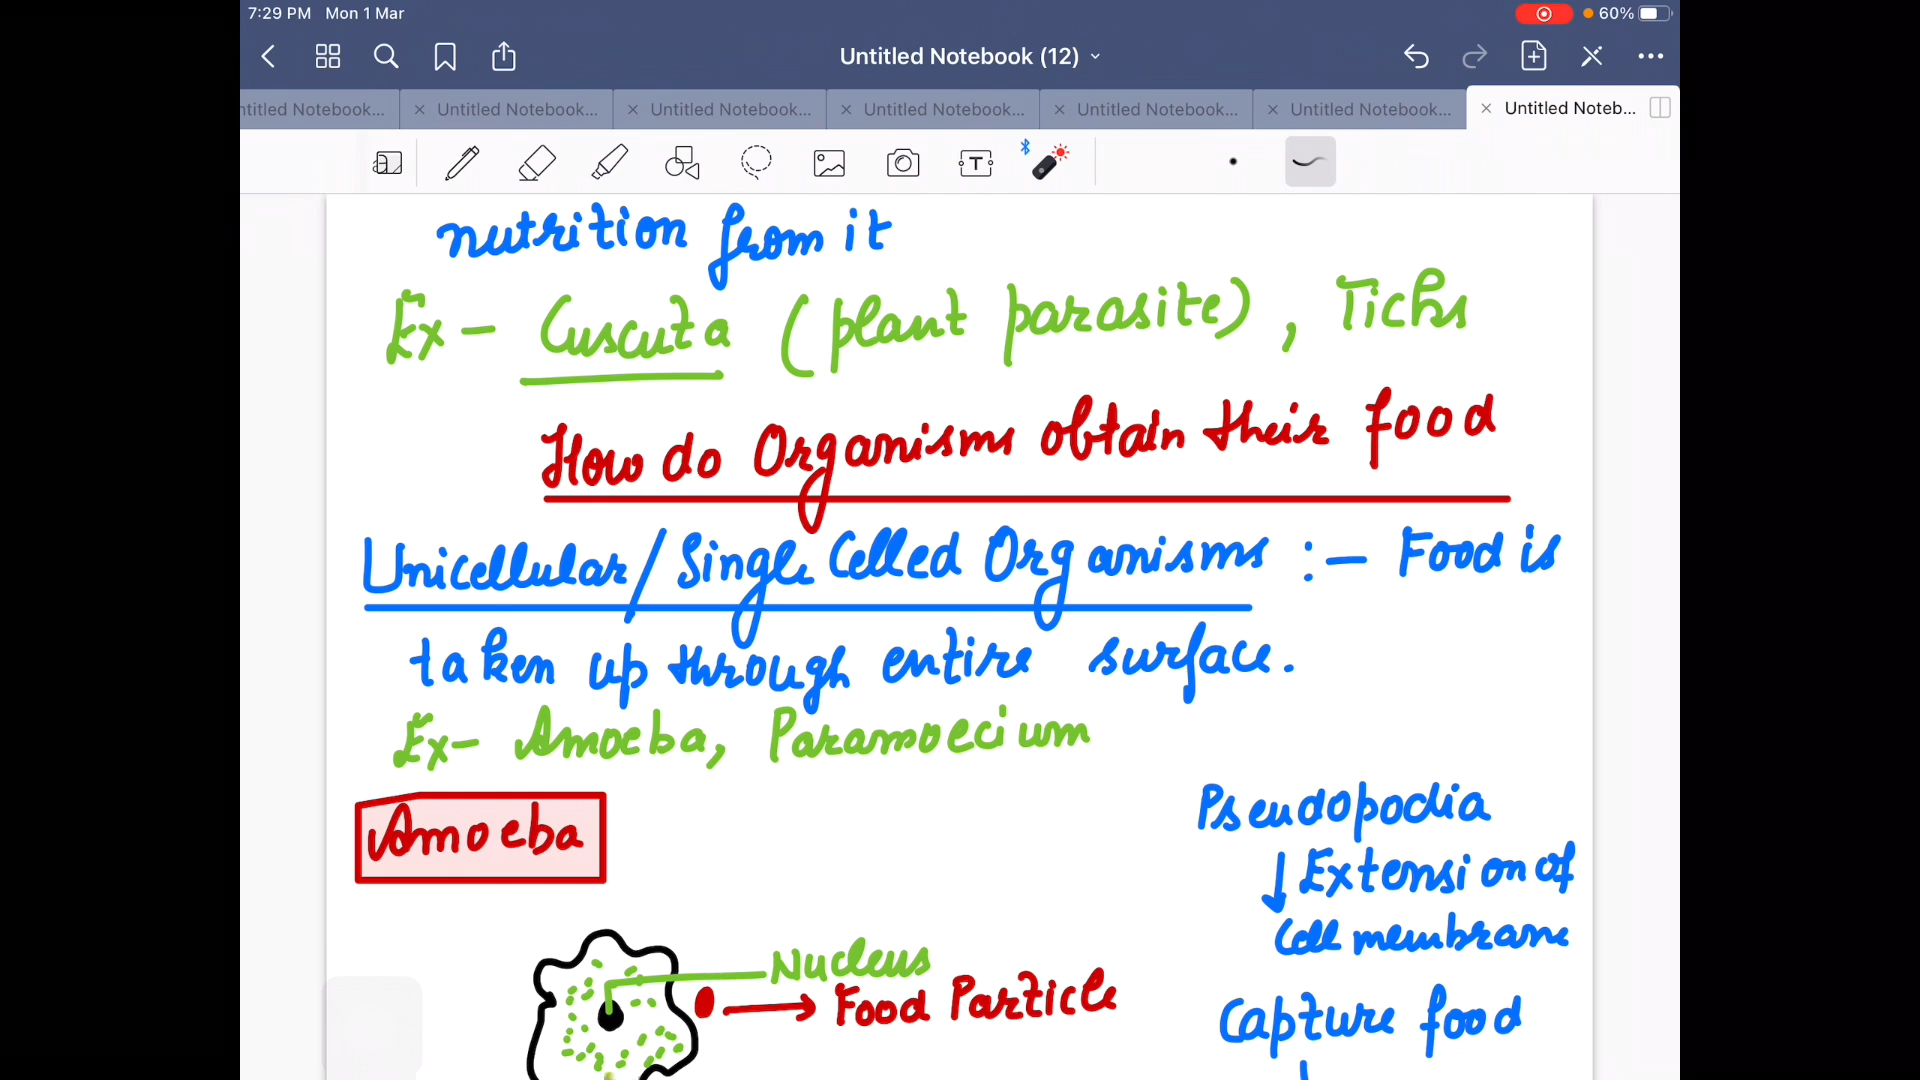 7:29 PM Mon 1 Mar
60%
Untitled Notebook (12)
ntitled Notebook...
Untitled Notebook...
Untitled Notebook...
Untitled Notebook...
Untitled Notebook...
Untitled Notebook...
Untitled Noteb...
nutrition from it
Ex - Cuscuta (plant parasite), Ticks
How do Organisms obtain their food
Unicellular/Single Celled Organisms :- Food is
taken up through entire surface.
Ex- Amoeba, Paramoecium
Amoeba
Pseudopodia
↓ Extension of
Cell membrane
Nucleus
→ Food Particle
Capture food